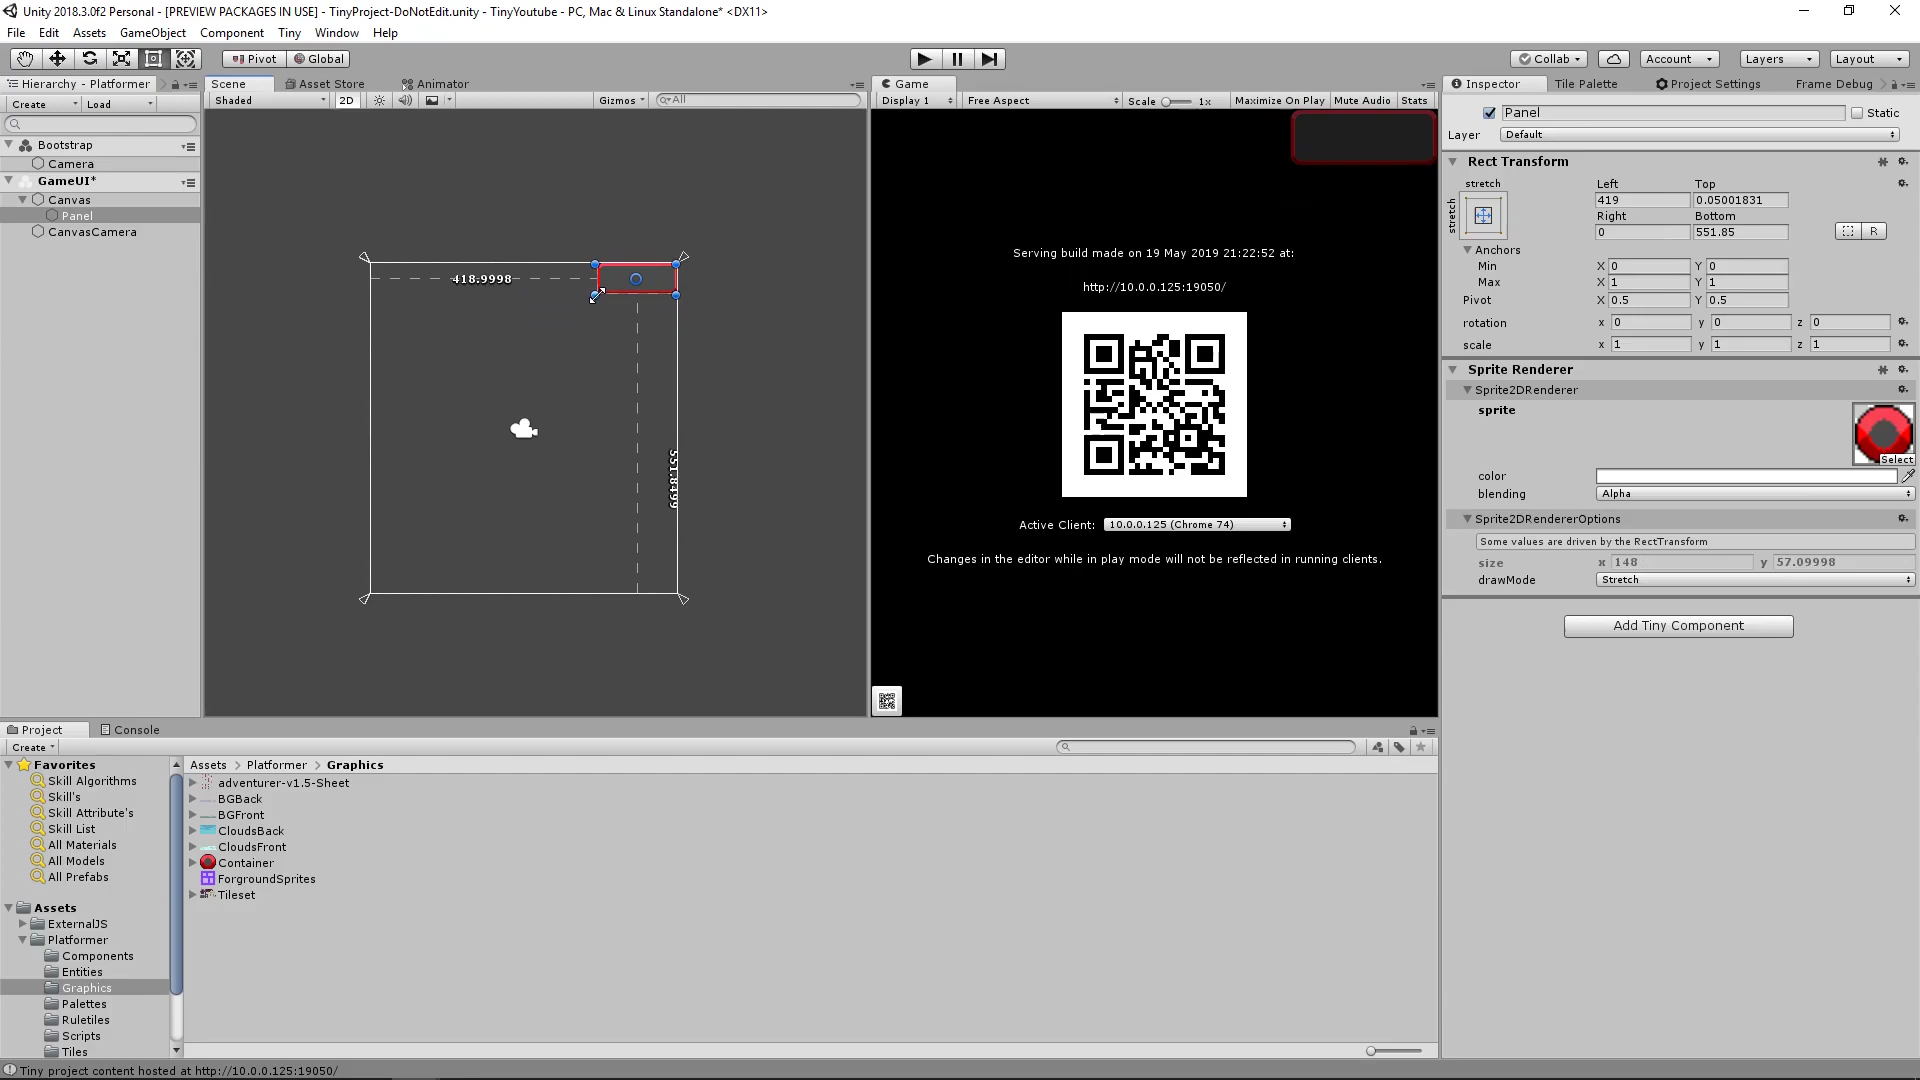 Unity 2018.3.0f2 Personal - [PREVIEW PACKAGES IN USE] - TinyProject-DoNotEdit.unity - TinyYoutube - PC, Mac & Linux Standalone* <DX11>
File Edit Assets GameObject Component Tiny Window Help
Pivot Global Collab Account Layers Layout
Hierarchy - Platformer
Create Load
Bootstrap
Camera
GameUI*
Canvas
Panel
CanvasCamera
Scene Asset Store Animator
Shaded 2D Gizmos All
418.9998
551.8499
Game
Display 1 Free Aspect Scale 1x Maximize On Play Mute Audio Stats
Serving build made on 19 May 2019 21:22:52 at:
http://10.0.0.125:19050/
Active Client: 10.0.0.125 (Chrome 74)
Changes in the editor while in play mode will not be reflected in running clients.
Inspector Tile Palette Project Settings Frame Debug
Panel Static
Layer Default
Rect Transform
stretch Left Top
stretch
419 0.05001831
Right Bottom
0 551.85
R
Anchors
Min X 0 Y 0
Max X 1 Y 1
Pivot X 0.5 Y 0.5
rotation x 0 y 0 z 0
scale x 1 y 1 z 1
Sprite Renderer
Sprite2DRenderer
sprite
Select
color
blending Alpha
Sprite2DRendererOptions
Some values are driven by the RectTransform
size x 148 y 57.09998
drawMode Stretch
Add Tiny Component
Project Console
Create
Favorites
Skill Algorithms
Skill's
Skill Attribute's
Skill List
All Materials
All Models
All Prefabs
Assets
ExternalJS
Platformer
Components
Entities
Graphics
Palettes
Ruletiles
Scripts
Tiles
Assets > Platformer > Graphics
adventurer-v1.5-Sheet
BGBack
BGFront
CloudsBack
CloudsFront
Container
ForgroundSprites
Tileset
Tiny project content hosted at http://10.0.0.125:19050/